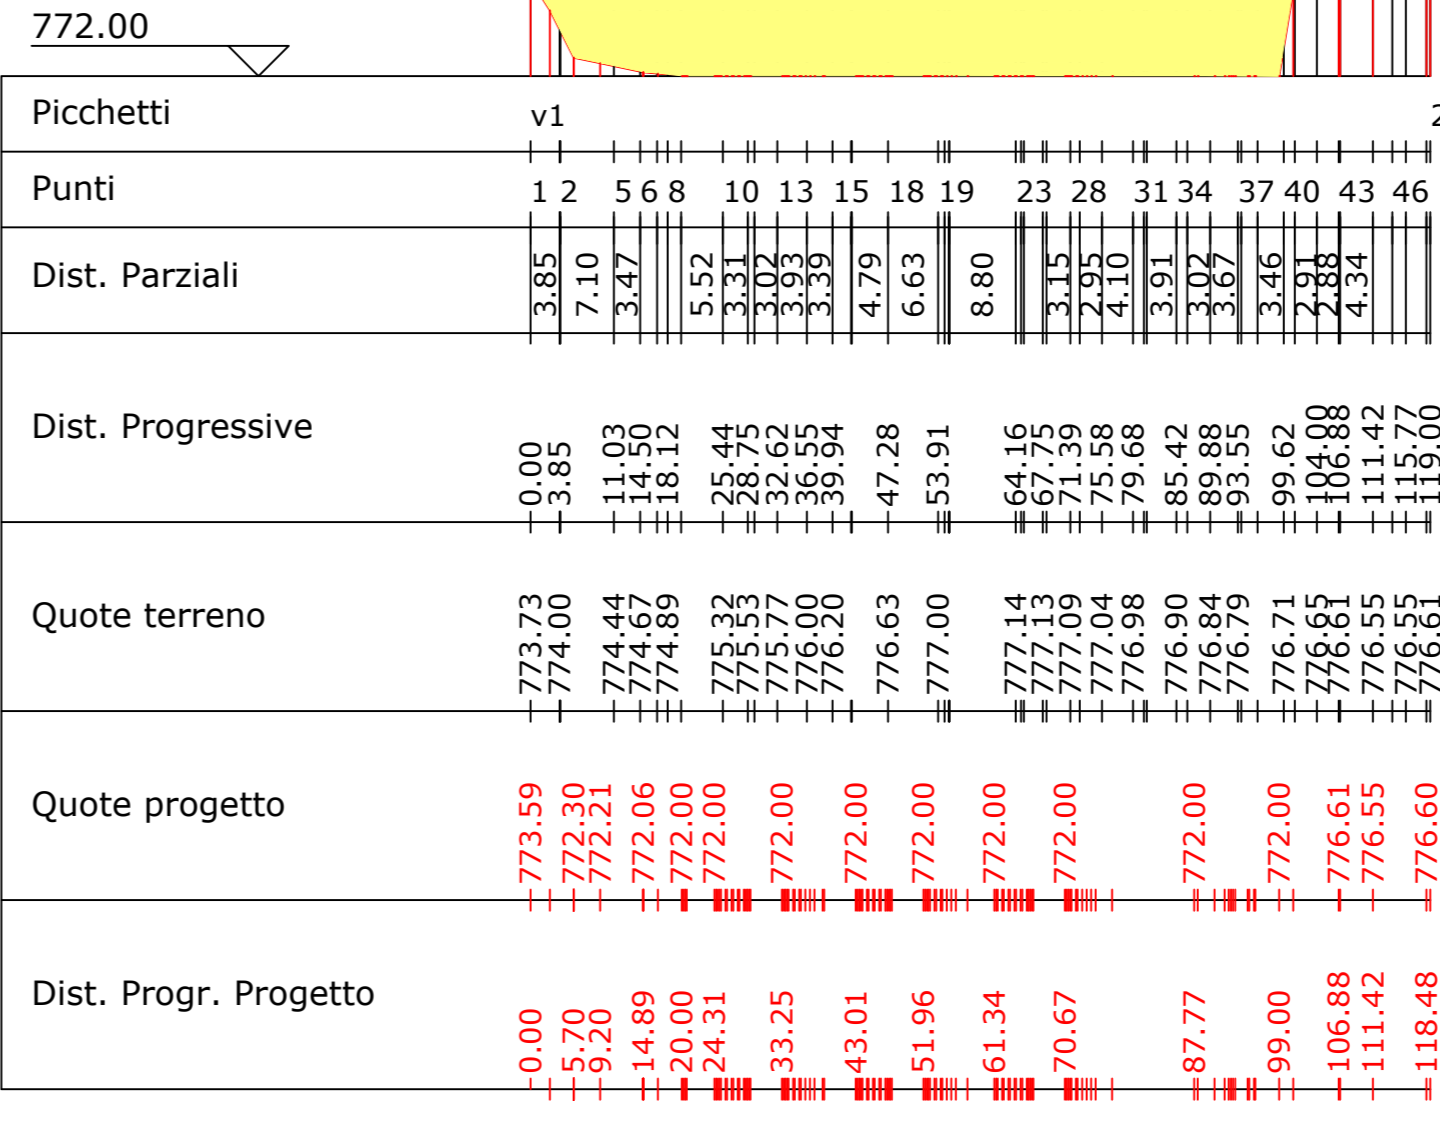 772.00
Picchetti v1 2
Punti 1 2 5 6 8 10 13 15 18 19 23 28 31 34 37 40 43 46
Dist. Parziali 3.85 7.10 3.47 5.52 3.31 3.02 3.93 3.39 4.79 6.63 8.80 3.15 2.95 4.10 3.91 3.02 3.67 3.46 2.91 2.88 4.34
Dist. Progressive 0.00 3.85 11.03 14.50 18.12 25.44 28.75 32.62 36.55 39.94 47.28 53.91 64.16 67.75 71.39 75.58 79.68 85.42 89.88 93.55 99.62 104.00 106.88 111.42 115.77 119.00
Quote terreno 773.73 774.00 774.44 774.67 774.89 775.32 775.53 775.77 776.00 776.20 776.63 777.00 777.14 777.13 777.09 777.04 776.98 776.90 776.84 776.79 776.71 776.65 776.61 776.55 776.55 776.61
Quote progetto 773.59 772.30 772.21 772.06 772.00 772.00 772.00 772.00 772.00 772.00 772.00 772.00 772.00 776.61 776.55 776.60
Dist. Progr. Progetto 0.00 5.70 9.20 14.89 20.00 24.31 33.25 43.01 51.96 61.34 70.67 87.77 99.00 106.88 111.42 118.48